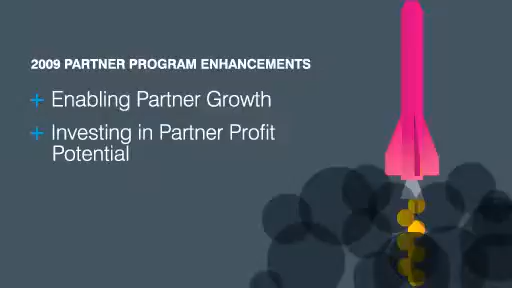 2009 PARTNER PROGRAM ENHANCEMENTS
+ Enabling Partner Growth
+ Investing in Partner Profit
Potential